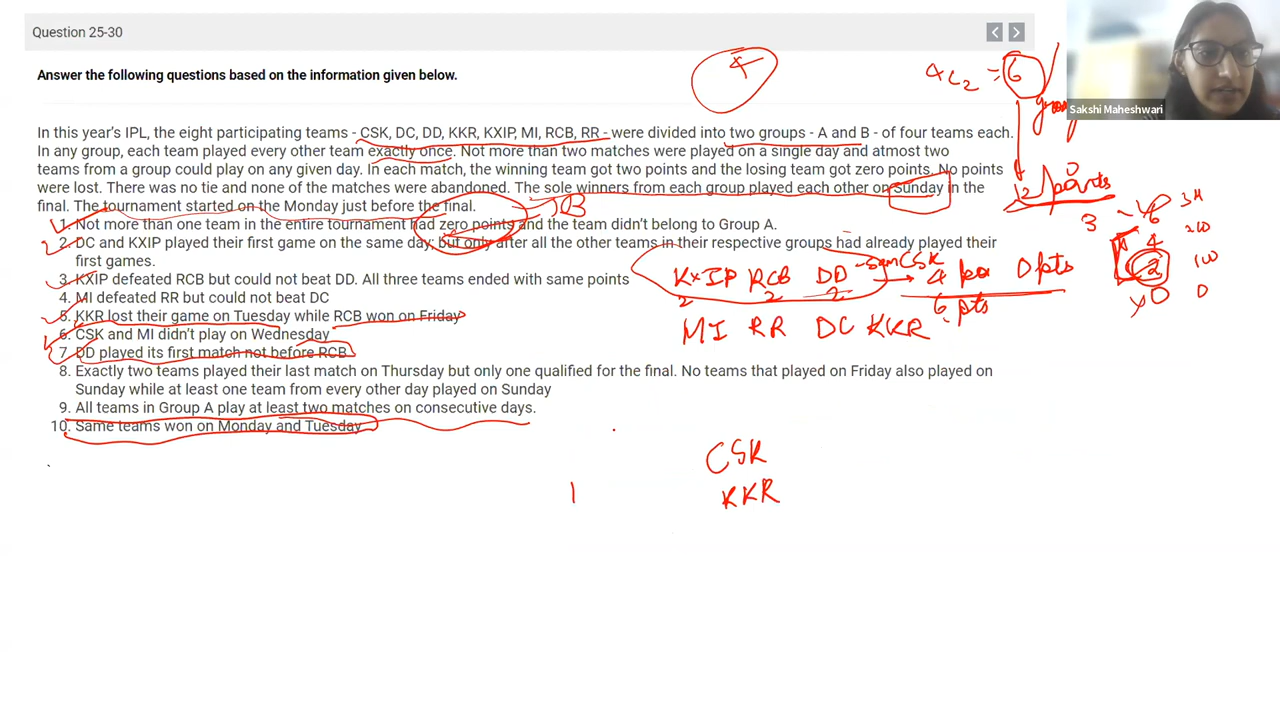 Question 25-30
Answer the following questions based on the information given below.
4
4C2 = 6
Sakshi Maheshwari
In this year's IPL, the eight participating teams - CSK, DC, DD, KKR, KXIP, MI, RCB, RR - were divided into two groups - A and B - of four teams each.
In any group, each team played every other team exactly once. Not more than two matches were played on a single day and atmost two
teams from a group could play on any given day. In each match, the winning team got two points and the losing team got zero points. No points
were lost. There was no tie and none of the matches were abandoned. The sole winners from each group played each other on Sunday in the
final. The tournament started on the Monday just before the final.
12 points
B
1. Not more than one team in the entire tournament had zero points and the team didn't belong to Group A.
2. DC and KXIP played their first game on the same day; but only after all the other teams in their respective groups had already played their
first games.
3. KXIP defeated RCB but could not beat DD. All three teams ended with same points
4. MI defeated RR but could not beat DC
5. KKR lost their game on Tuesday while RCB won on Friday
6. CSK and MI didn't play on Wednesday
7. DD played its first match not before RCB
8. Exactly two teams played their last match on Thursday but only one qualified for the final. No teams that played on Friday also played on
Sunday while at least one team from every other day played on Sunday
9. All teams in Group A play at least two matches on consecutive days.
10. Same teams won on Monday and Tuesday
3 - 6
4
2
0
KXIP RCB DD CSK
2 2 2 6 pts
0 pts
MI RR DC KKR
CSK
1 KKR